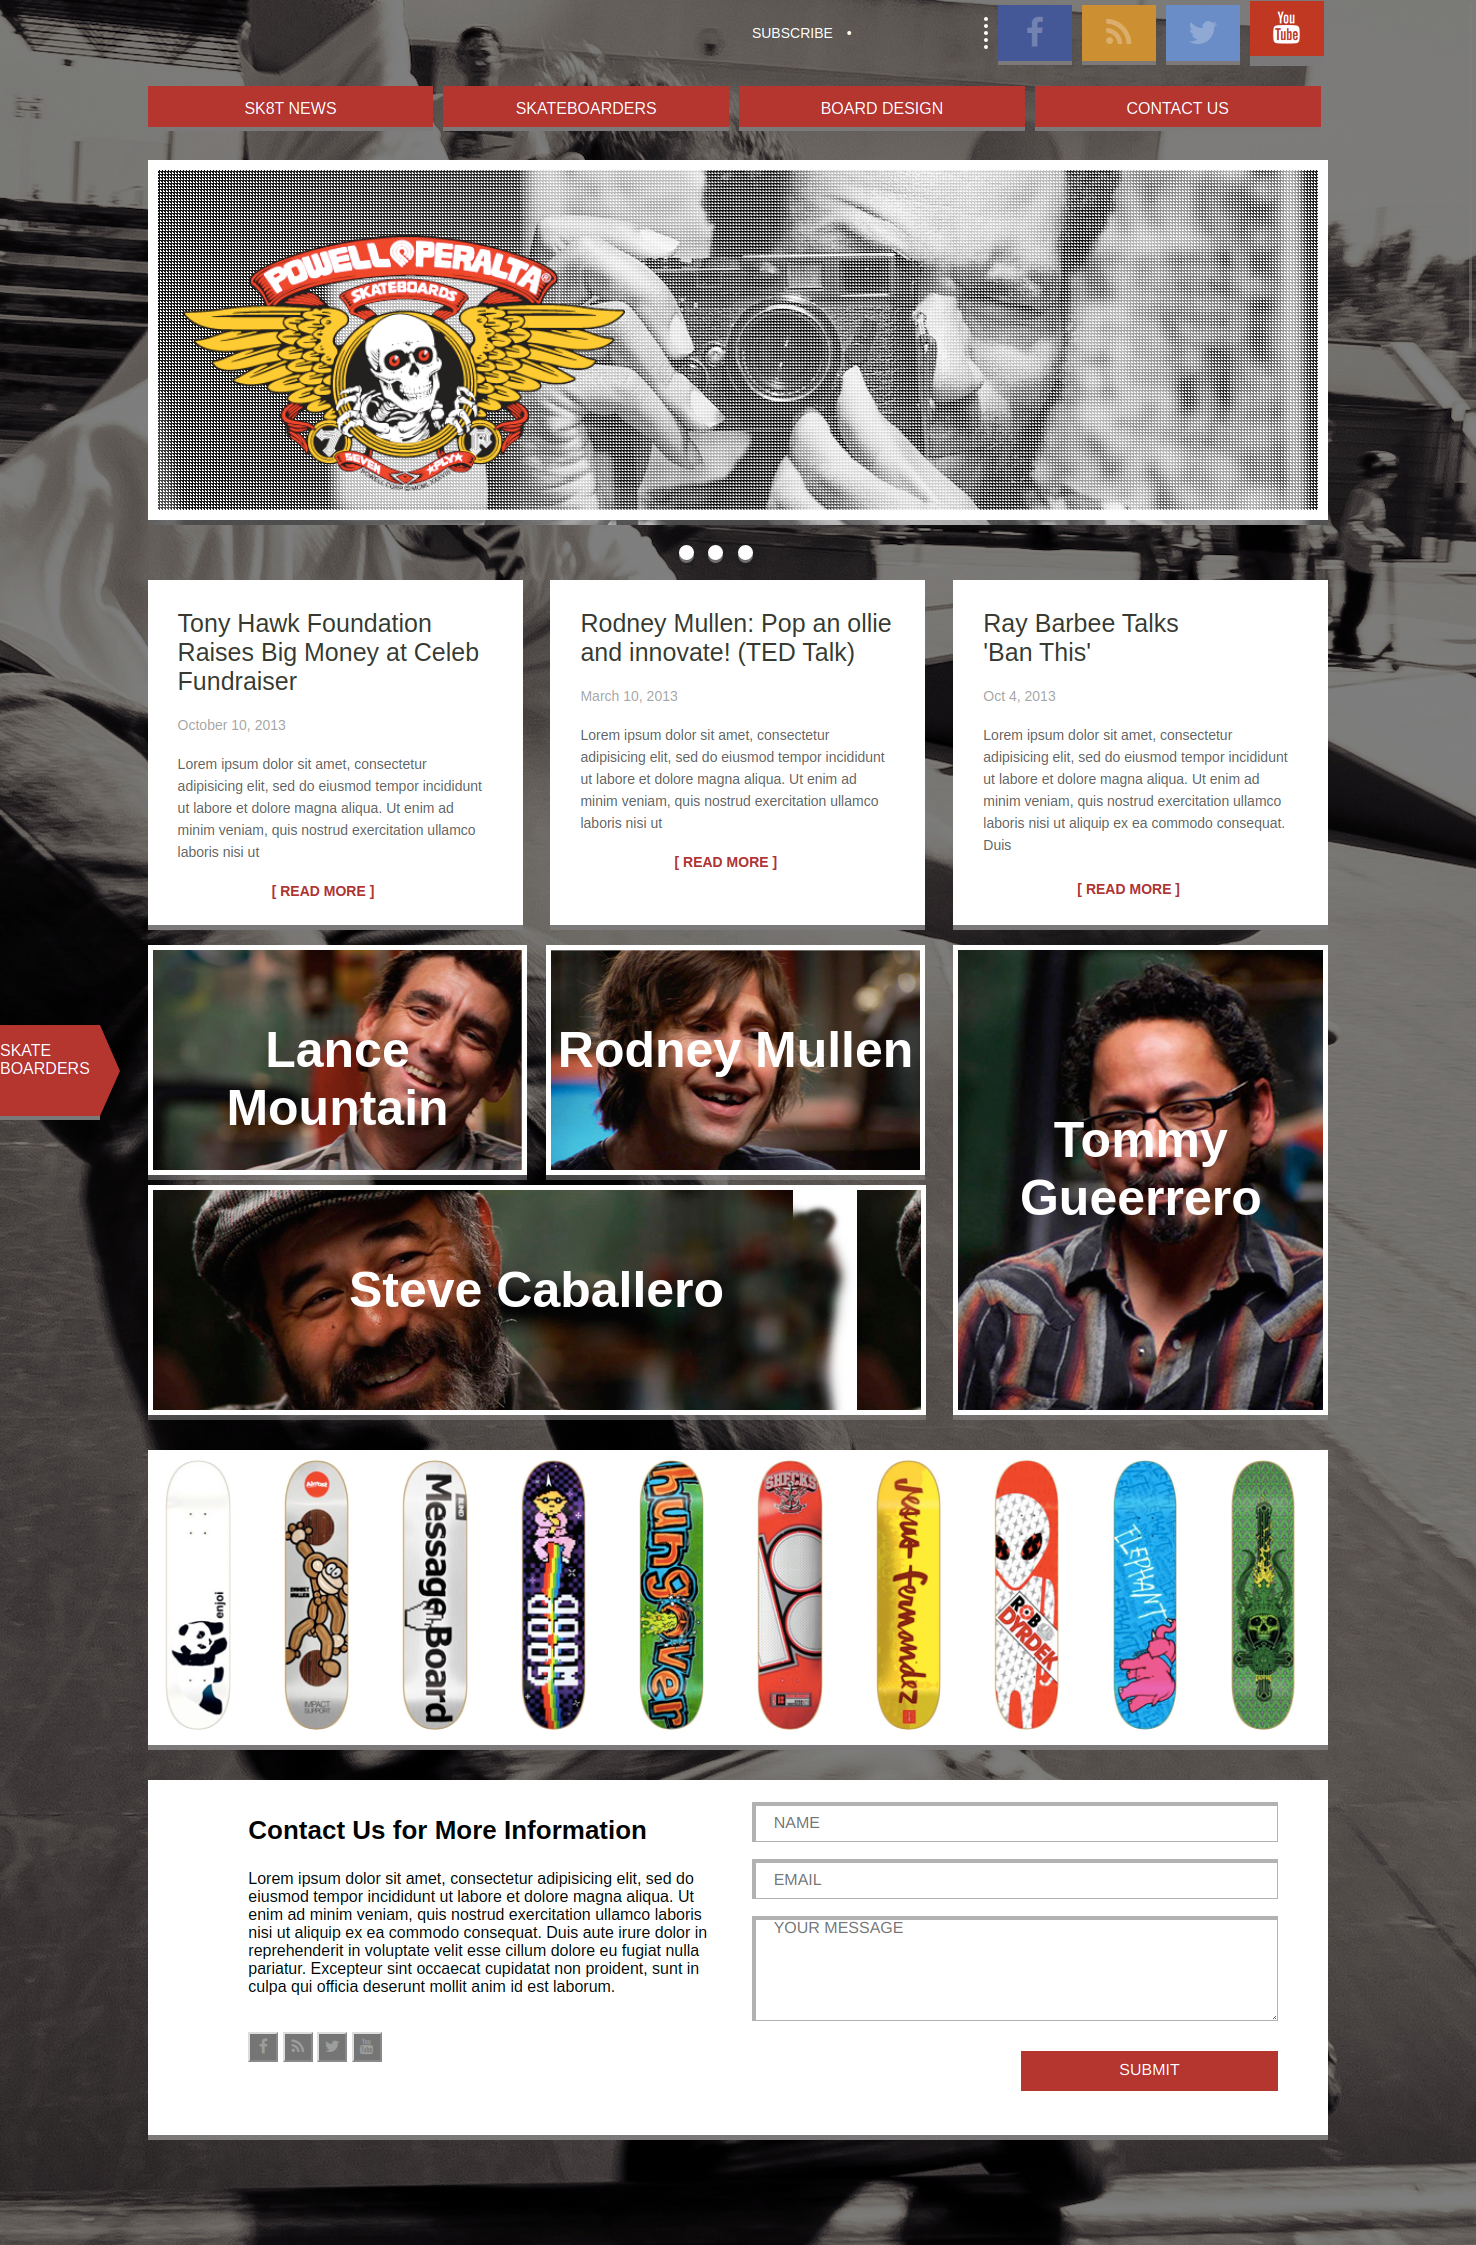 SUBSCRIBE •
You
Tube
SK8T NEWS
SKATEBOARDERS
BOARD DESIGN
CONTACT US
POWELL PERALTA®
SKATEBOARDS
7 P
SEVEN PLY
Tony Hawk Foundation
Raises Big Money at Celeb
Fundraiser
October 10, 2013
Lorem ipsum dolor sit amet, consectetur
adipisicing elit, sed do eiusmod tempor incididunt
ut labore et dolore magna aliqua. Ut enim ad
minim veniam, quis nostrud exercitation ullamco
laboris nisi ut
[ READ MORE ]
Rodney Mullen: Pop an ollie
and innovate! (TED Talk)
March 10, 2013
Lorem ipsum dolor sit amet, consectetur
adipisicing elit, sed do eiusmod tempor incididunt
ut labore et dolore magna aliqua. Ut enim ad
minim veniam, quis nostrud exercitation ullamco
laboris nisi ut
[ READ MORE ]
Ray Barbee Talks
'Ban This'
Oct 4, 2013
Lorem ipsum dolor sit amet, consectetur
adipisicing elit, sed do eiusmod tempor incididunt
ut labore et dolore magna aliqua. Ut enim ad
minim veniam, quis nostrud exercitation ullamco
laboris nisi ut aliquip ex ea commodo consequat.
Duis
[ READ MORE ]
SKATE
BOARDERS
Lance
Mountain
Rodney Mullen
Tommy
Gueerrero
Steve Caballero
enjoi
Almost
IMPACT
SUPPORT
Message Board
BLIND
GOOD WOOD
hungover
SHECKS
Jesus Fernandez
ROB
DYRDEK
ELEPHANT
Contact Us for More Information
Lorem ipsum dolor sit amet, consectetur adipisicing elit, sed do
eiusmod tempor incididunt ut labore et dolore magna aliqua. Ut
enim ad minim veniam, quis nostrud exercitation ullamco laboris
nisi ut aliquip ex ea commodo consequat. Duis aute irure dolor in
reprehenderit in voluptate velit esse cillum dolore eu fugiat nulla
pariatur. Excepteur sint occaecat cupidatat non proident, sunt in
culpa qui officia deserunt mollit anim id est laborum.
You
Tube
NAME
EMAIL
YOUR MESSAGE
SUBMIT